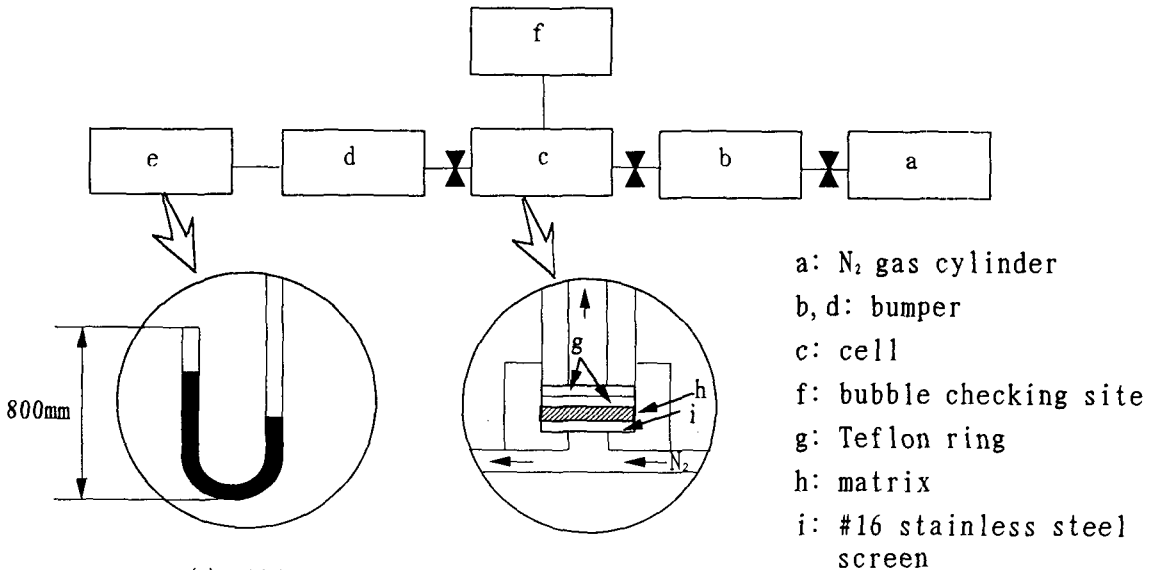 f
e
d
c
b
a
800mm
g
h
i
N₂
a: N₂ gas cylinder
b, d: bumper
c: cell
f: bubble checking site
g: Teflon ring
h: matrix
i: #16 stainless steel
screen